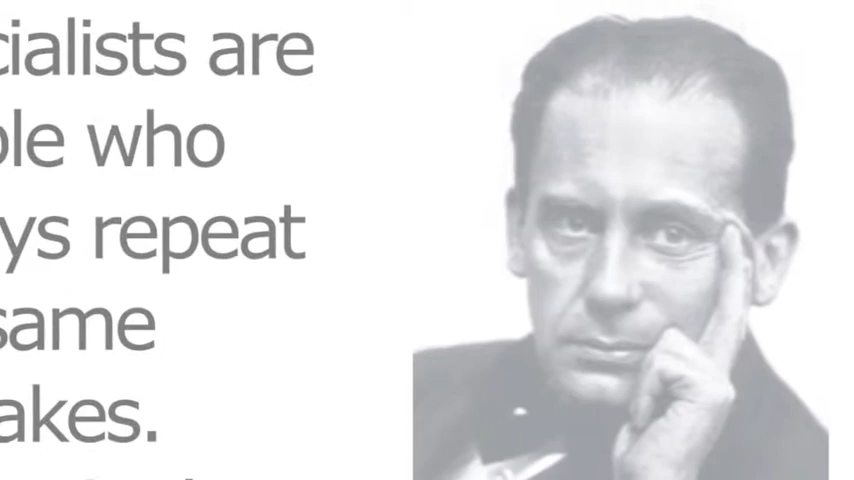 cialists are
ple who
ys repeat
same
akes.